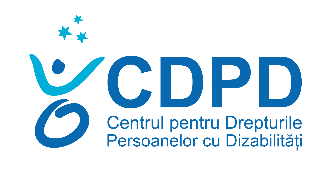 CDPD
Centrul pentru Drepturile
Persoanelor cu Dizabilități